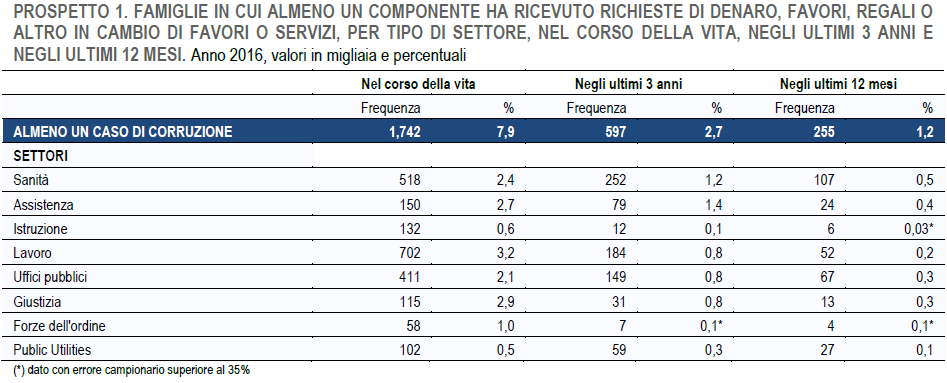 PROSPETTO 1. FAMIGLIE IN CUI ALMENO UN COMPONENTE HA RICEVUTO RICHIESTE DI DENARO, FAVORI, REGALI O
ALTRO IN CAMBIO DI FAVORI O SERVIZI, PER TIPO DI SETTORE, NEL CORSO DELLA VITA, NEGLI ULTIMI 3 ANNI E
NEGLI ULTIMI 12 MESI. Anno 2016, valori in migliaia e percentuali
Nel corso della vita Negli ultimi 3 anni Negli ultimi 12 mesi
Frequenza % Frequenza % Frequenza %
ALMENO UN CASO DI CORRUZIONE 1,742 7,9 597 2,7 255 1,2
SETTORI
Sanità 518 2,4 252 1,2 107 0,5
Assistenza 150 2,7 79 1,4 24 0,4
Istruzione 132 0,6 12 0,1 6 0,03*
Lavoro 702 3,2 184 0,8 52 0,2
Uffici pubblici 411 2,1 149 0,8 67 0,3
Giustizia 115 2,9 31 0,8 13 0,3
Forze dell'ordine 58 1,0 7 0,1* 4 0,1*
Public Utilities 102 0,5 59 0,3 27 0,1
(*) dato con errore campionario superiore al 35%